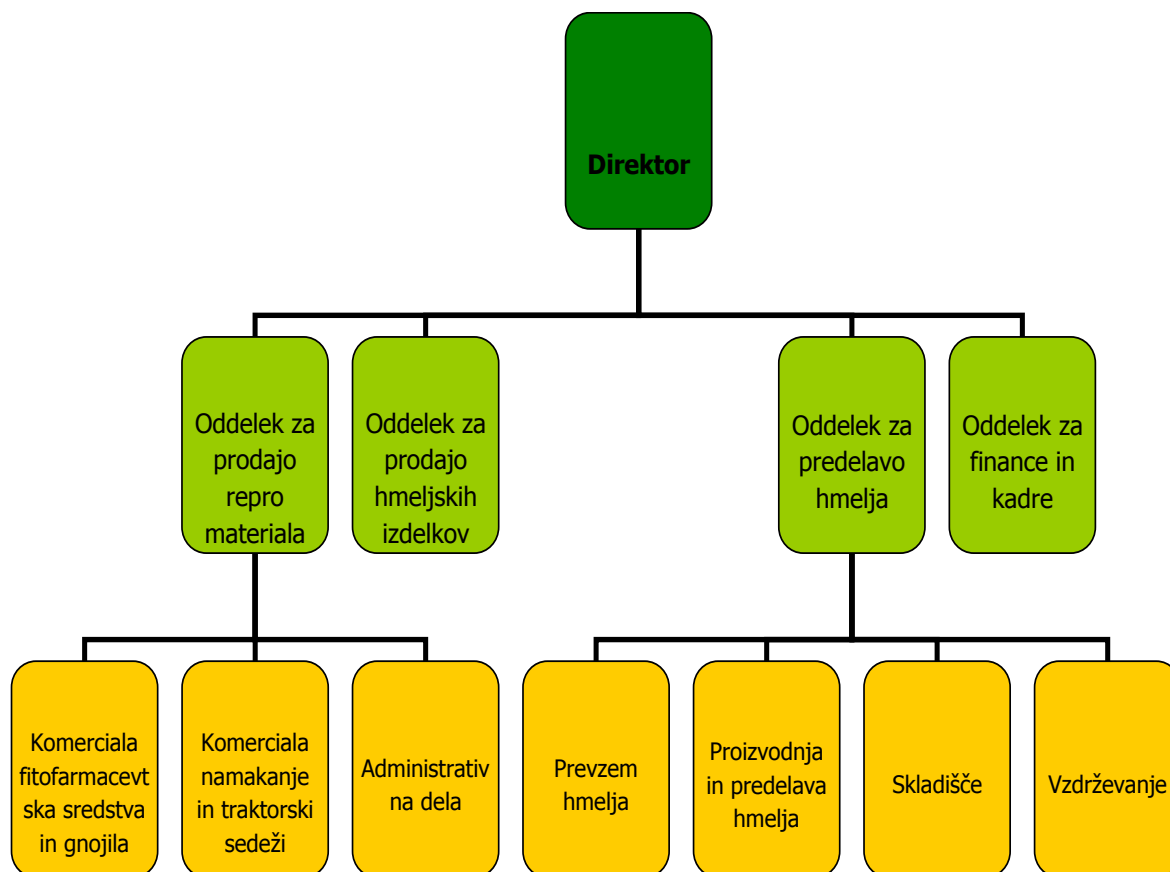 Direktor
Oddelek za
prodajo
repro
materiala
Oddelek za
prodajo
hmeljskih
izdelkov
Oddelek za
predelavo
hmelja
Oddelek za
finance in
kadre
Komerciala
fitofarmacevt
ska sredstva
in gnojila
Komerciala
namakanje
in traktorski
sedeži
Administrativ
na dela
Prevzem
hmelja
Proizvodnja
in predelava
hmelja
Skladišče
Vzdrževanje